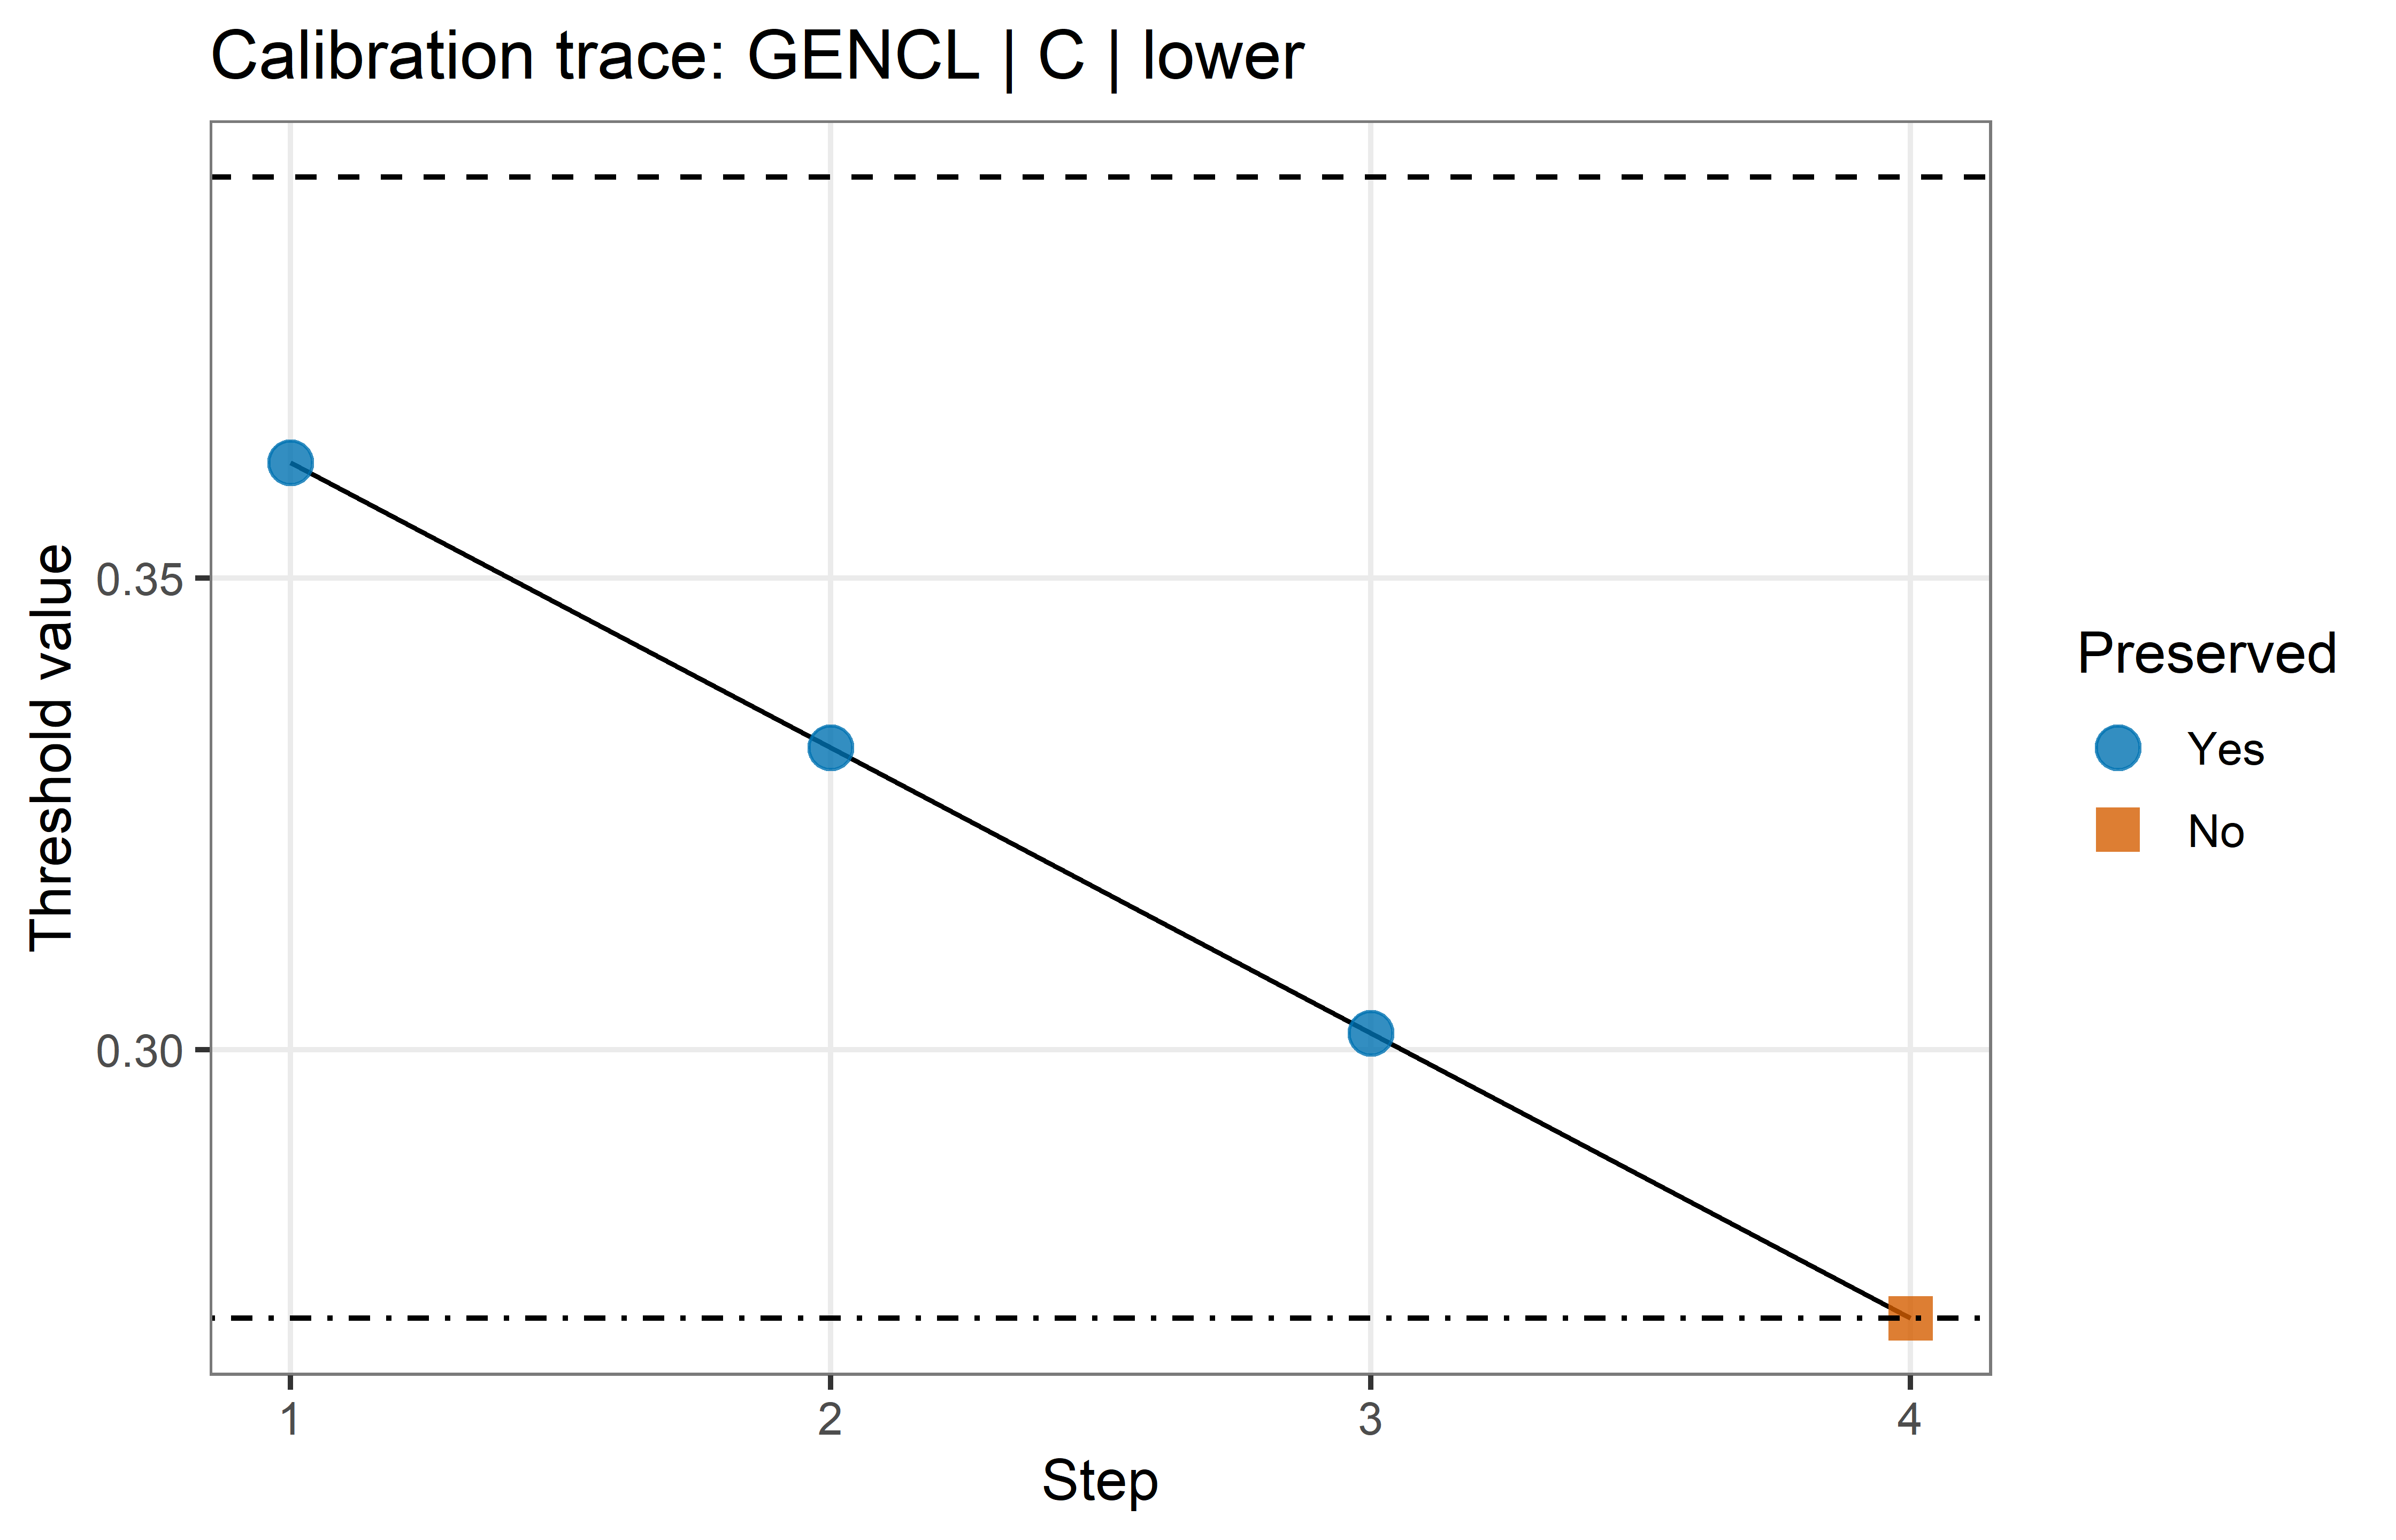 Calibration trace: GENCL | C | lower
Threshold value
0.35
0.30
1 2 3 4
Step
Preserved
Yes
No